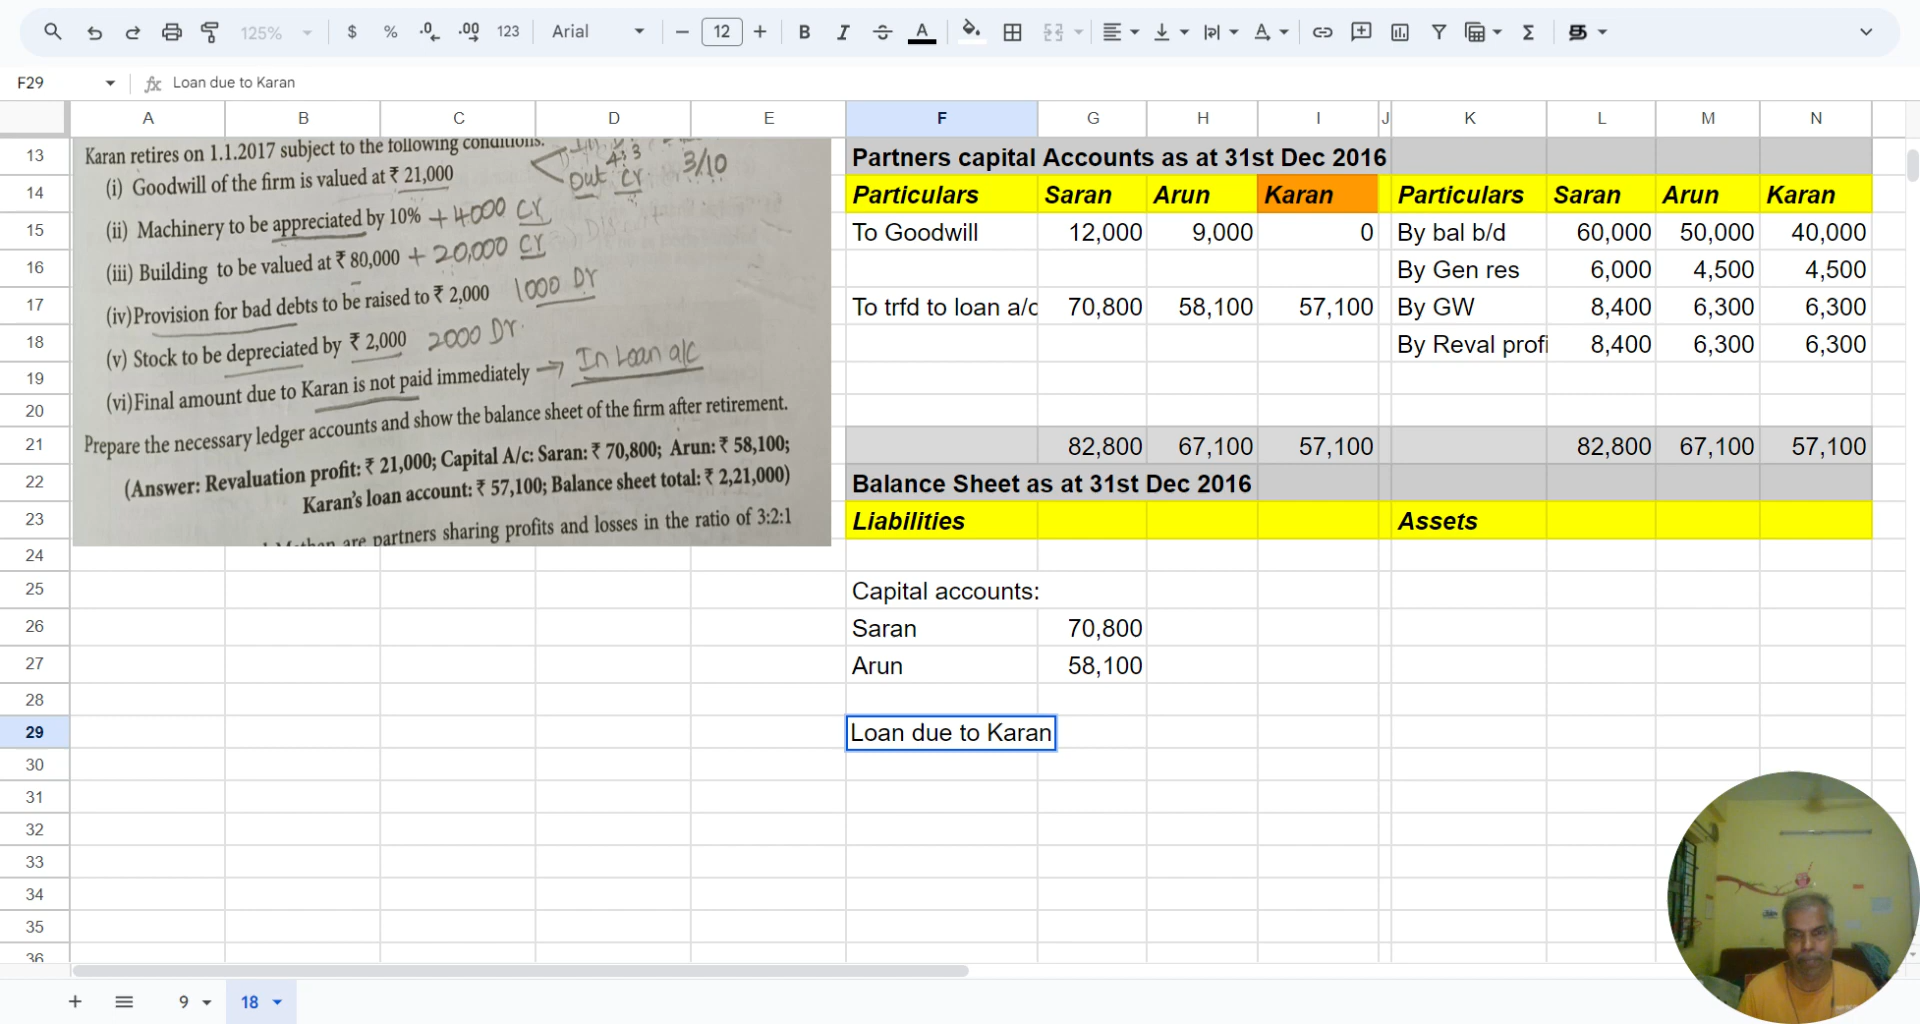 125%
$ % .0 .00 123 Arial 12 B I A
F29 fx Loan due to Karan
A B C D E F G H I J K L M N
13 14 15 16 17 18 19 20 21 22 23 24 25 26 27 28 29 30 31 32 33 34 35 36
Karan retires on 1.1.2017 subject to the following conditions:
4:3
3/10
out cr
(i) Goodwill of the firm is valued at ₹ 21,000
(ii) Machinery to be appreciated by 10% +4000 Cr
(iii) Building to be valued at ₹ 80,000 + 20,000 Cr
(iv)Provision for bad debts to be raised to ₹ 2,000 1000 Dr
(v) Stock to be depreciated by ₹ 2,000 2000 Dr.
(vi)Final amount due to Karan is not paid immediately → In Loan a/c
Prepare the necessary ledger accounts and show the balance sheet of the firm after retirement.
(Answer: Revaluation profit: ₹ 21,000; Capital A/c: Saran: ₹ 70,800; Arun: ₹ 58,100;
Karan's loan account: ₹ 57,100; Balance sheet total: ₹ 2,21,000)
are partners sharing profits and losses in the ratio of 3:2:1
Partners capital Accounts as at 31st Dec 2016
Particulars Saran Arun Karan Particulars Saran Arun Karan
To Goodwill 12,000 9,000 0 By bal b/d 60,000 50,000 40,000
By Gen res 6,000 4,500 4,500
To trfd to loan a/c 70,800 58,100 57,100 By GW 8,400 6,300 6,300
By Reval profi 8,400 6,300 6,300
82,800 67,100 57,100 82,800 67,100 57,100
Balance Sheet as at 31st Dec 2016
Liabilities Assets
Capital accounts:
Saran 70,800
Arun 58,100
Loan due to Karan
9 18